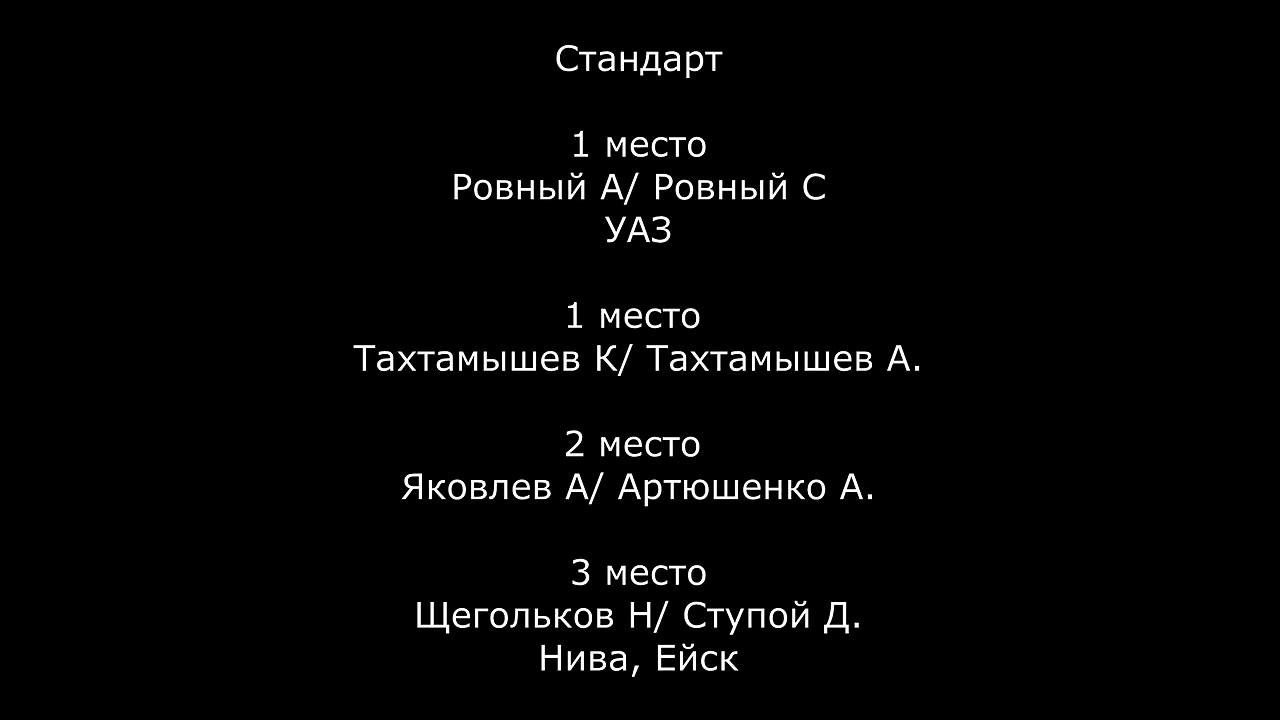 Стандарт
1 место
Ровный А/ Ровный С
УАЗ
1 место
Тахтамышев К/ Тахтамышев А.
2 место
Яковлев А/ Артюшенко А.
3 место
Щегольков Н/ Ступой Д.
Нива, Ейск